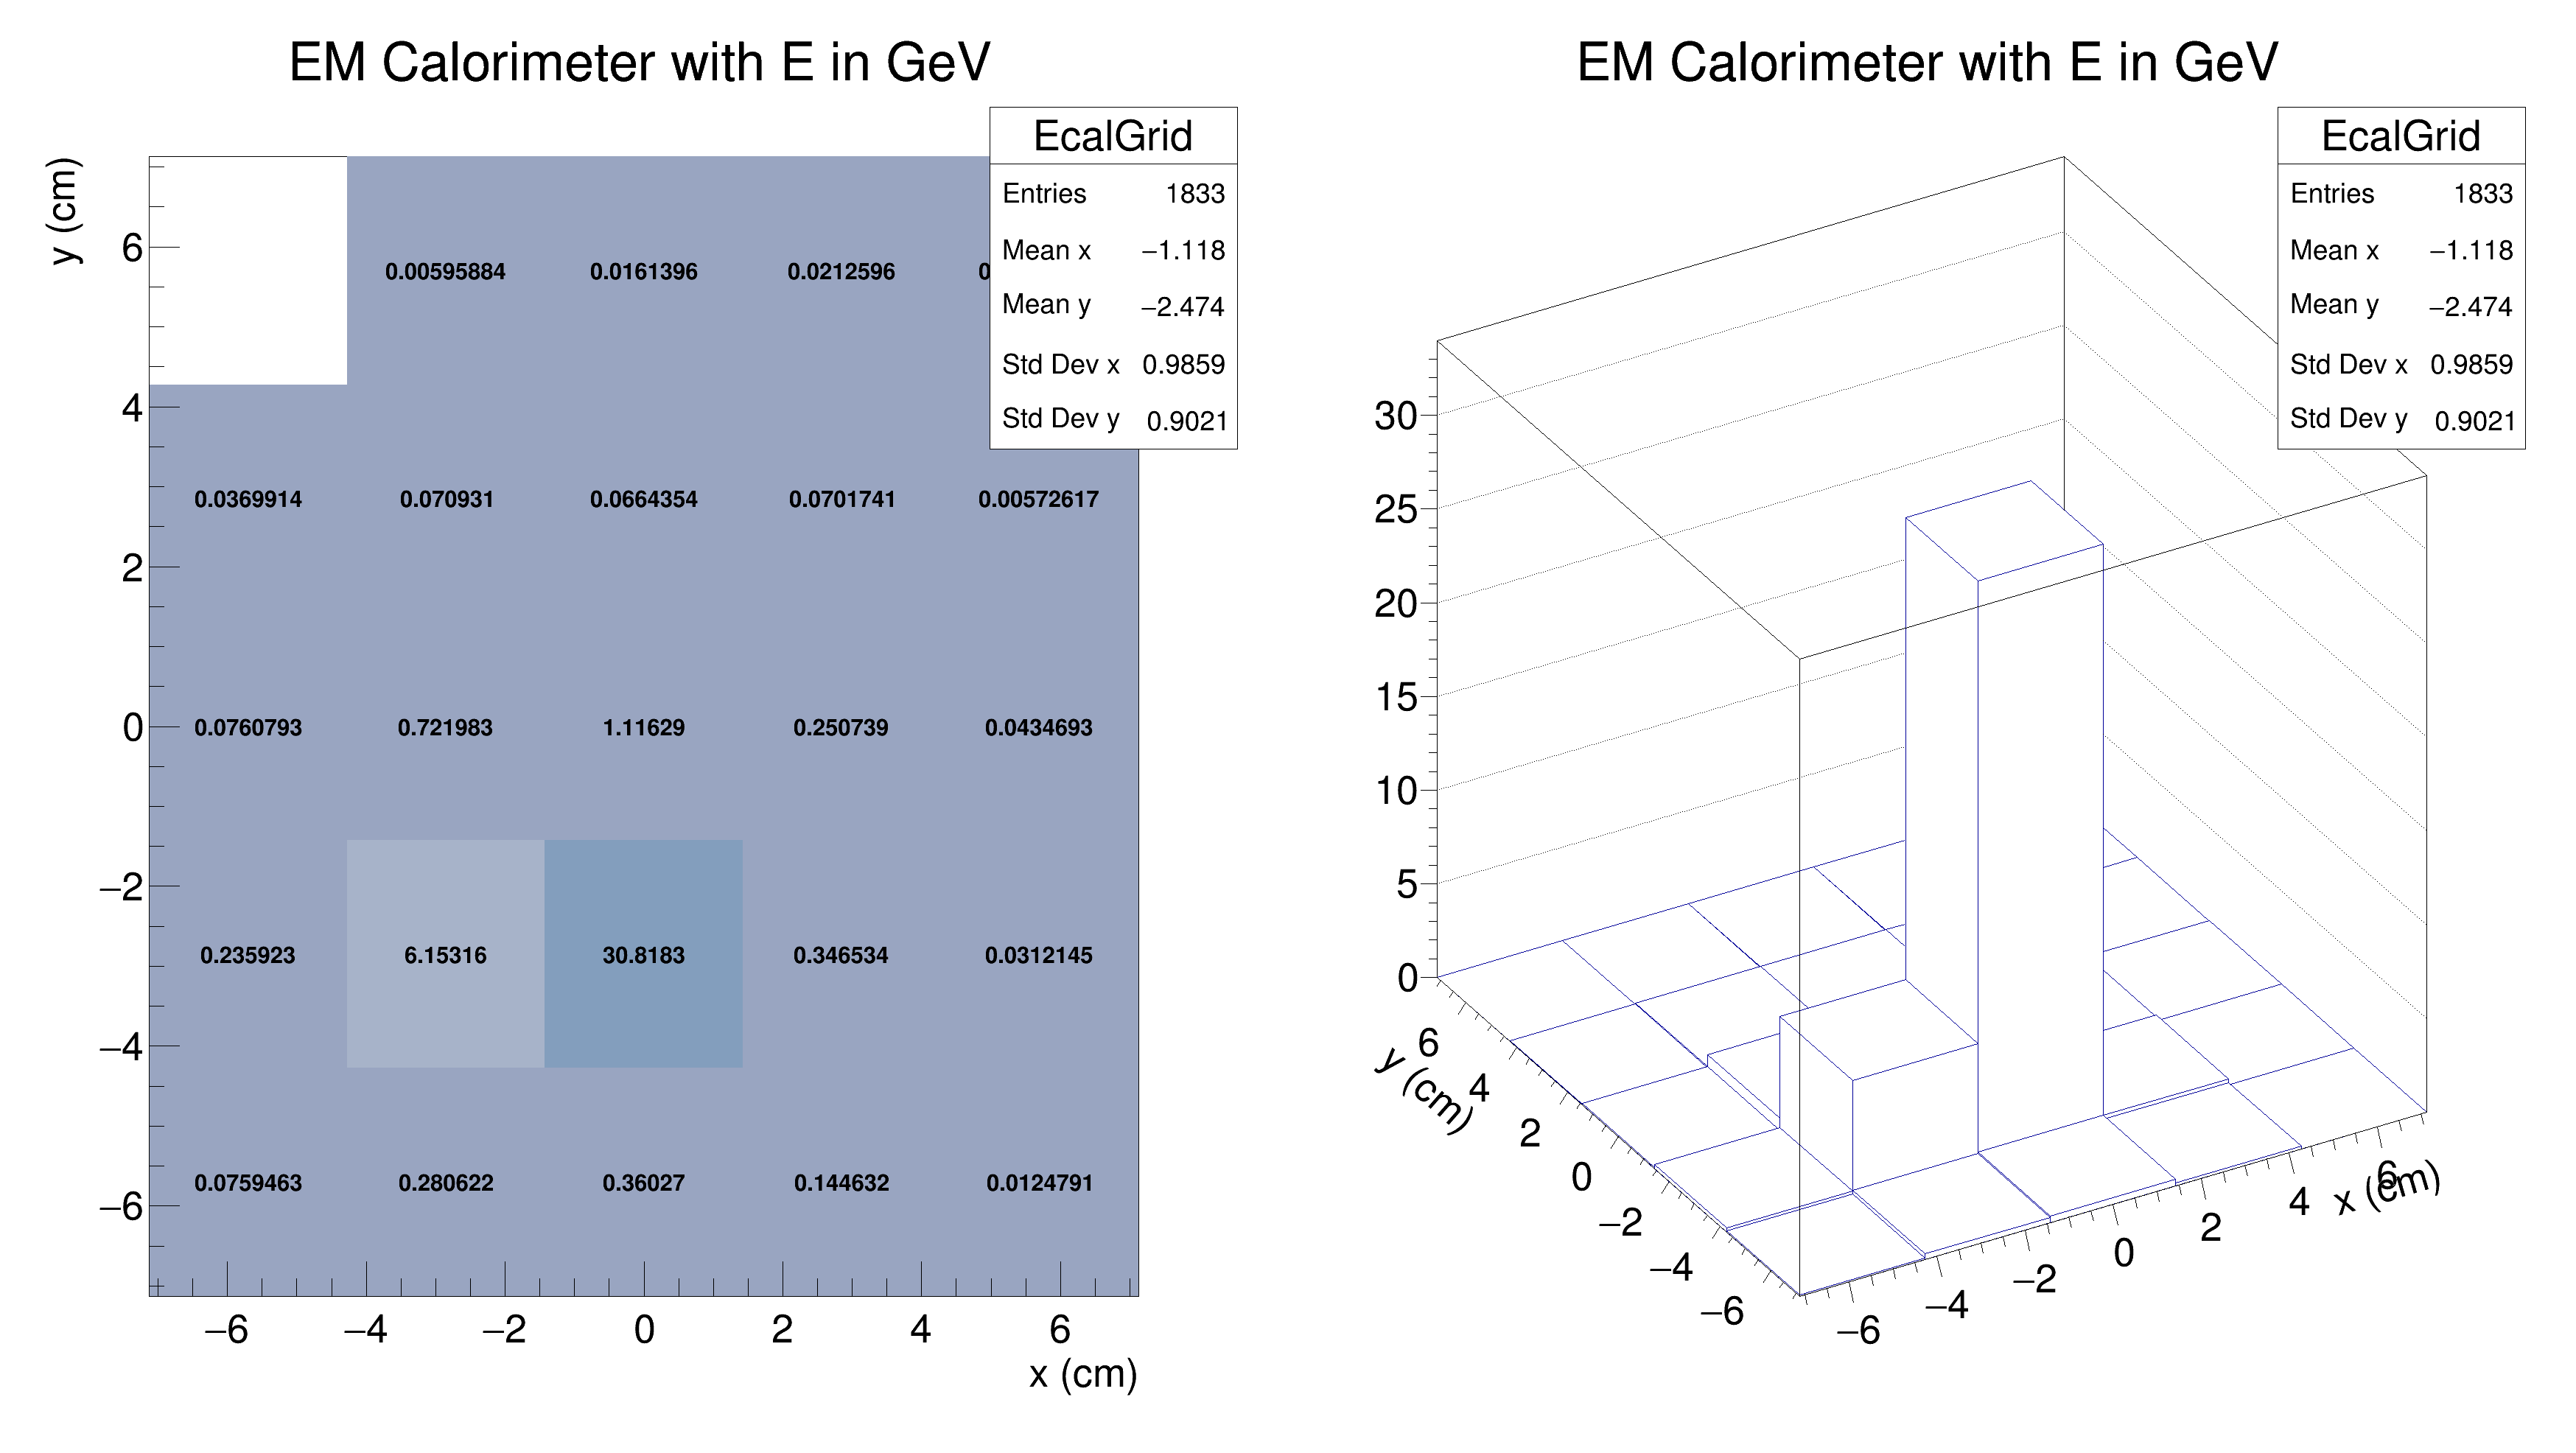 EM Calorimeter with E in GeV
EcalGrid
Entries 1833
Mean x −1.118
Mean y −2.474
Std Dev x 0.9859
Std Dev y 0.9021
y (cm)
6
4
2
0
−2
−4
−6
0.00595884 0.0161396 0.0212596
0.0369914 0.070931 0.0664354 0.0701741 0.00572617
0.0760793 0.721983 1.11629 0.250739 0.0434693
0.235923 6.15316 30.8183 0.346534 0.0312145
0.0759463 0.280622 0.36027 0.144632 0.0124791
−6 −4 −2 0 2 4 6
x (cm)
EM Calorimeter with E in GeV
EcalGrid
Entries 1833
Mean x −1.118
Mean y −2.474
Std Dev x 0.9859
Std Dev y 0.9021
30
25
20
15
10
5
0
y (cm)
6
4
2
0
−2
−4
−6
−6 −4 −2 0 2 4 6
x (cm)